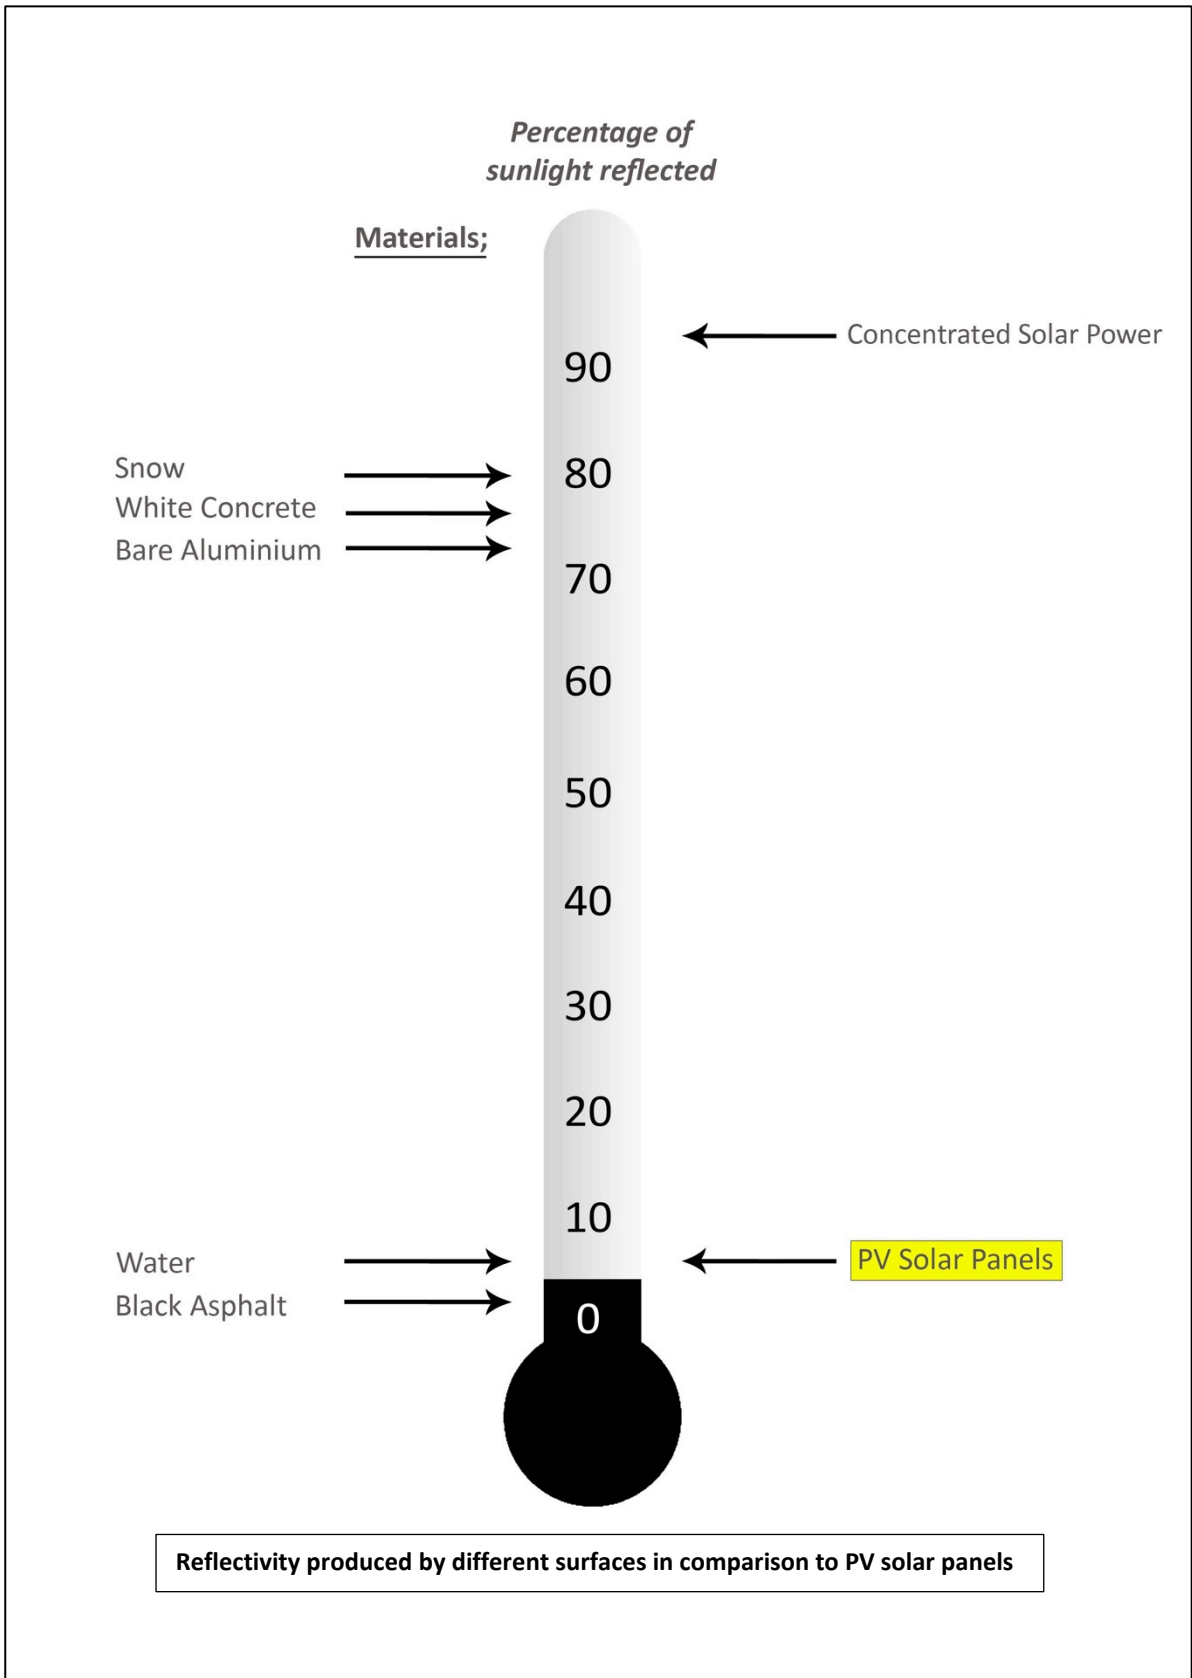 Percentage of
sunlight reflected
Materials;
Concentrated Solar Power
90
Snow
80
White Concrete
Bare Aluminium
70
60
50
40
30
20
10
Water
PV Solar Panels
Black Asphalt
0
Reflectivity produced by different surfaces in comparison to PV solar panels